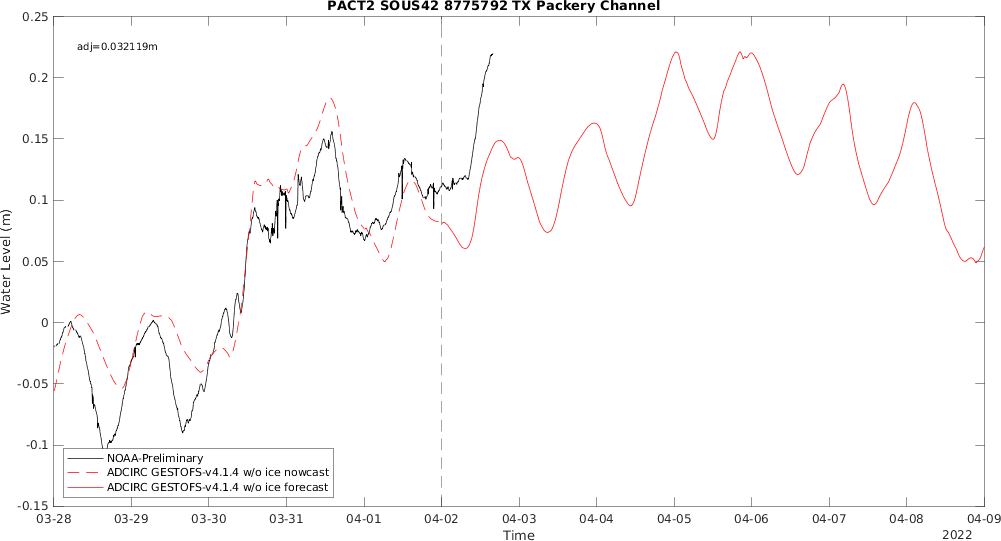 PACT2 SOUS42 8775792 TX Packery Channel
adj=0.032119m
Water Level (m)
0.25
0.2
0.15
0.1
0.05
0
-0.05
-0.1
-0.15
NOAA-Preliminary
ADCIRC GESTOFS-v4.1.4 w/o ice nowcast
ADCIRC GESTOFS-v4.1.4 w/o ice forecast
03-28 03-29 03-30 03-31 04-01 04-02 04-03 04-04 04-05 04-06 04-07 04-08 04-09
Time
2022